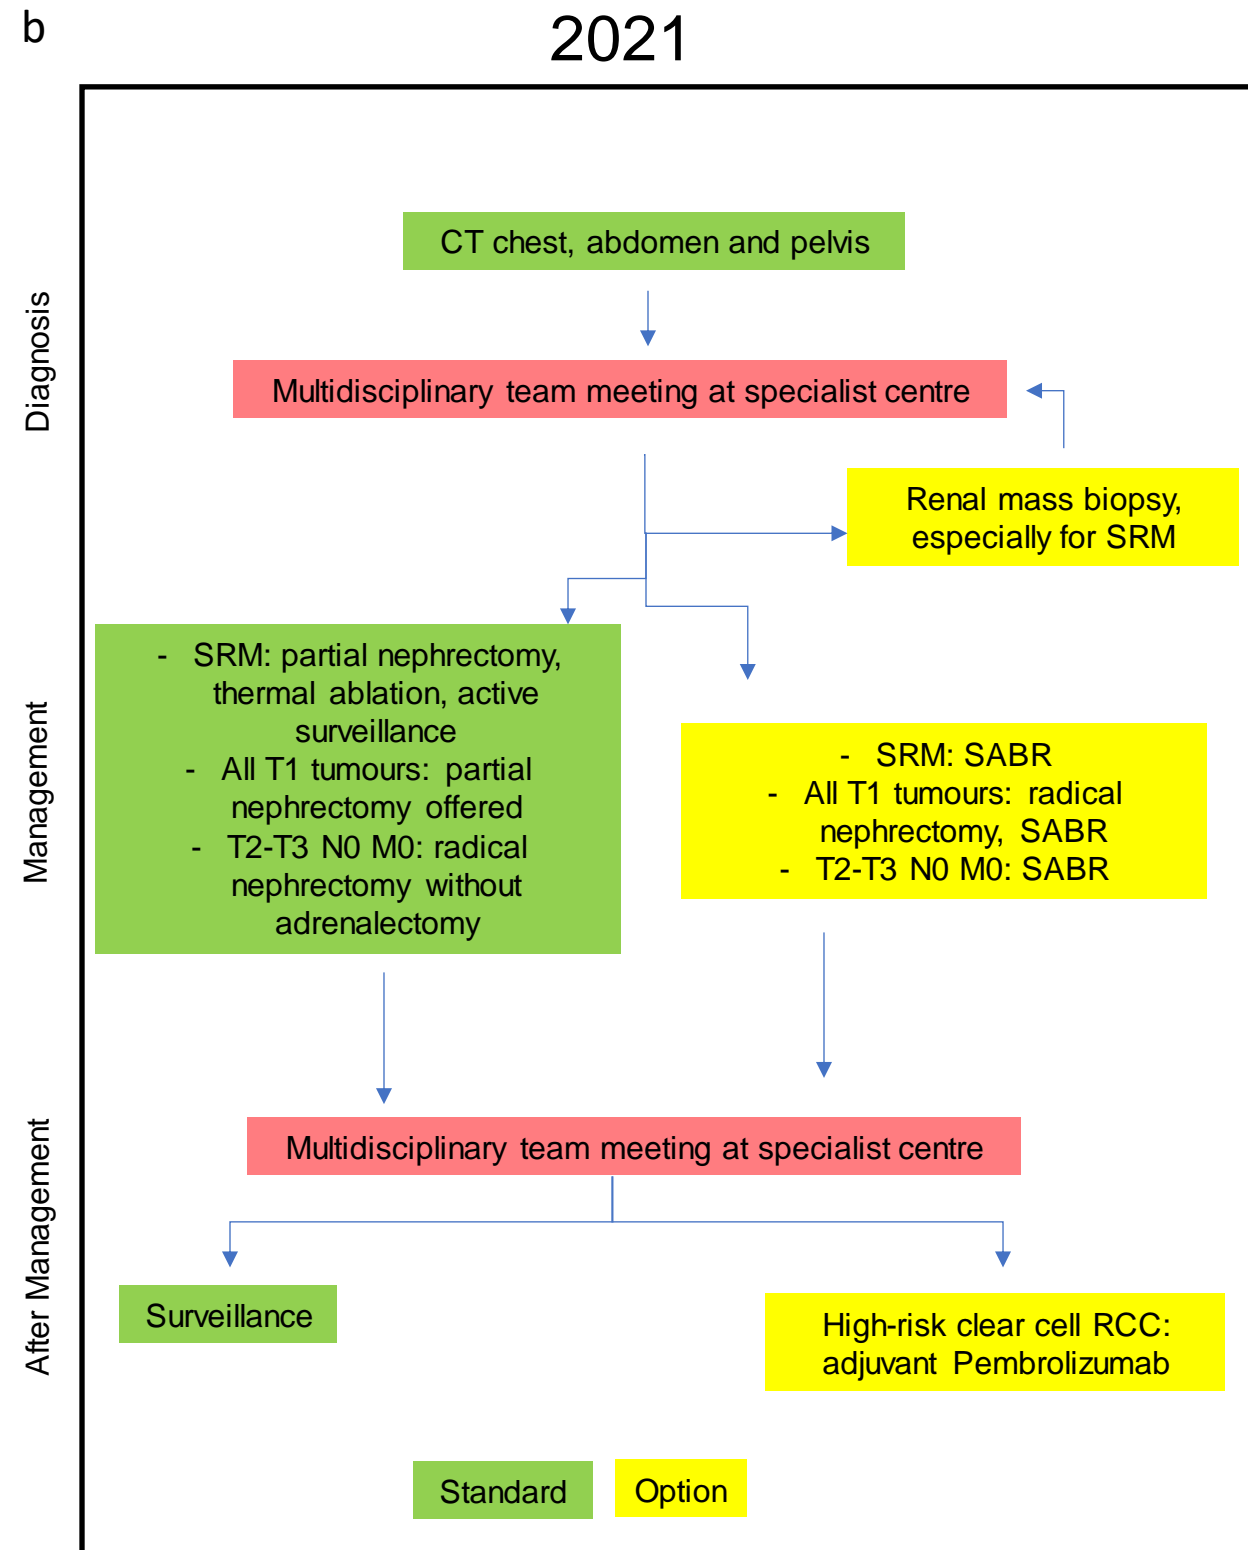 b
2021
Diagnosis
CT chest, abdomen and pelvis
Multidisciplinary team meeting at specialist centre
Renal mass biopsy,
especially for SRM
Management
- SRM: partial nephrectomy,
thermal ablation, active
surveillance
- All T1 tumours: partial
nephrectomy offered
- T2-T3 N0 M0: radical
nephrectomy without
adrenalectomy
- SRM: SABR
- All T1 tumours: radical
nephrectomy, SABR
- T2-T3 N0 M0: SABR
After Management
Multidisciplinary team meeting at specialist centre
Surveillance
High-risk clear cell RCC:
adjuvant Pembrolizumab
Standard
Option